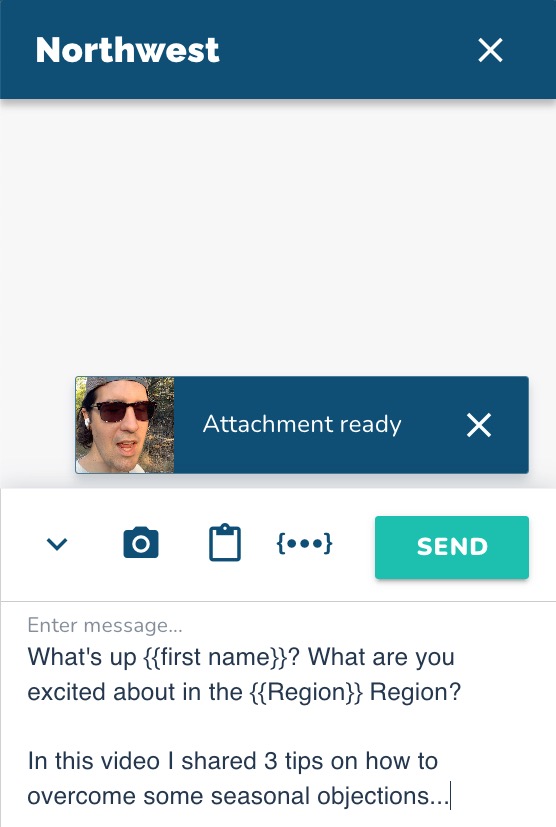 Northwest
Attachment ready
{•••}
SEND
Enter message...
What's up {{first name}}? What are you
excited about in the {{Region}} Region?
In this video I shared 3 tips on how to
overcome some seasonal objections...